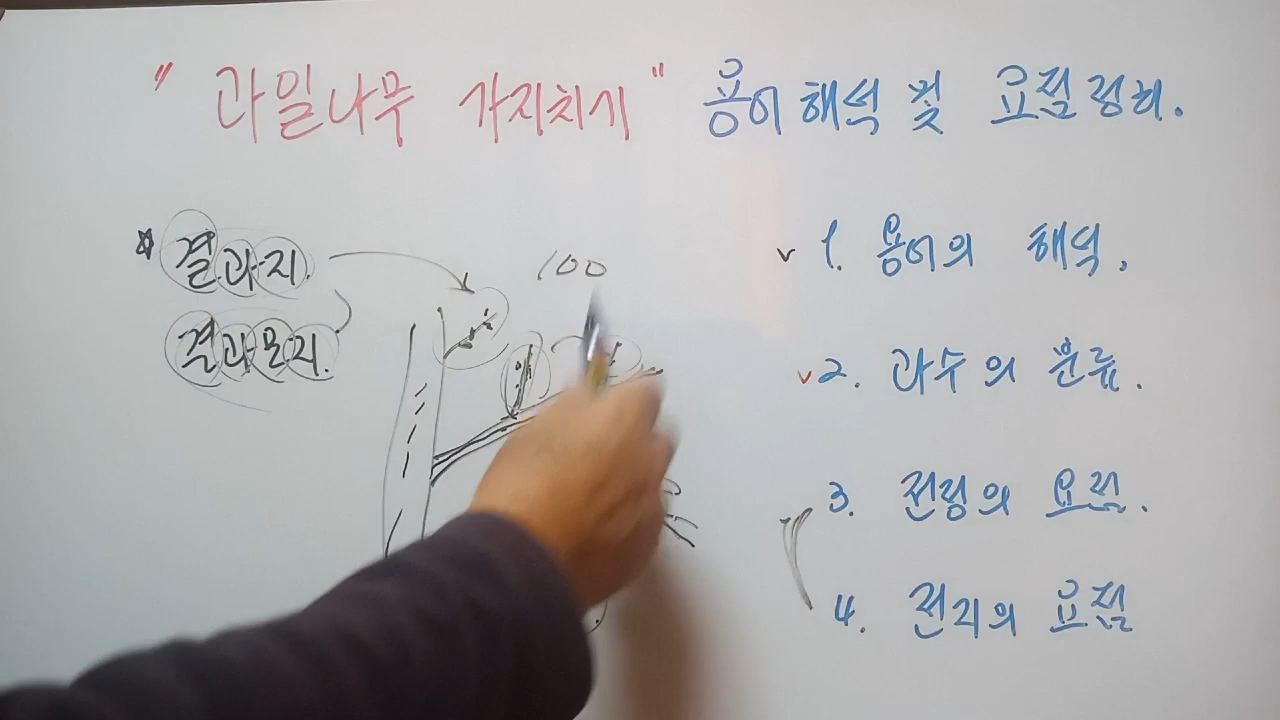 " 과일나무 가지치기 " 용어해석 및 요점정리.
결과지.
결과모지.
100
1. 용어의 해석.
2. 과수의 분류.
3. 전정의 요점.
4. 전지의 요점